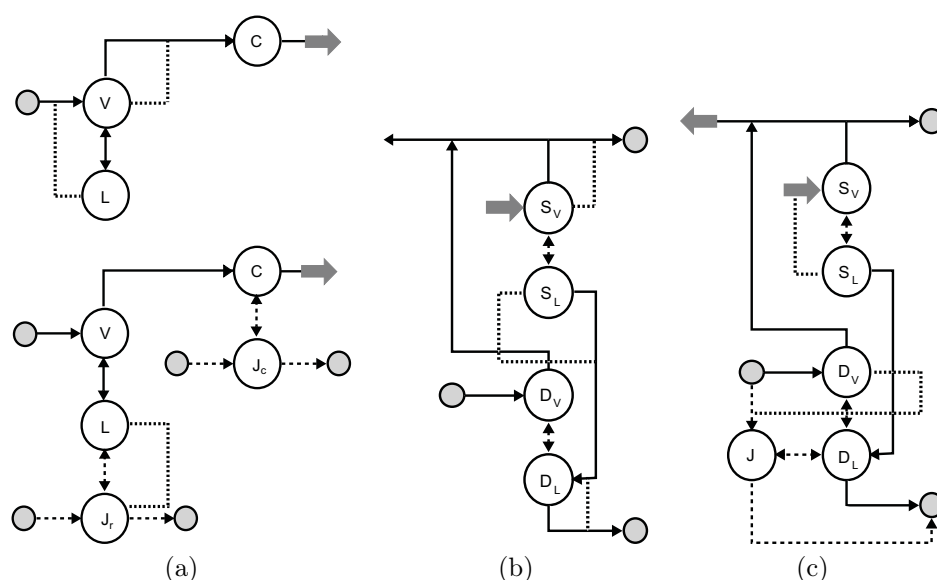 C
V
L
C
V
J_c
L
J_r
(a)
S_V
S_L
D_V
D_L
(b)
S_V
S_L
D_V
J
D_L
(c)